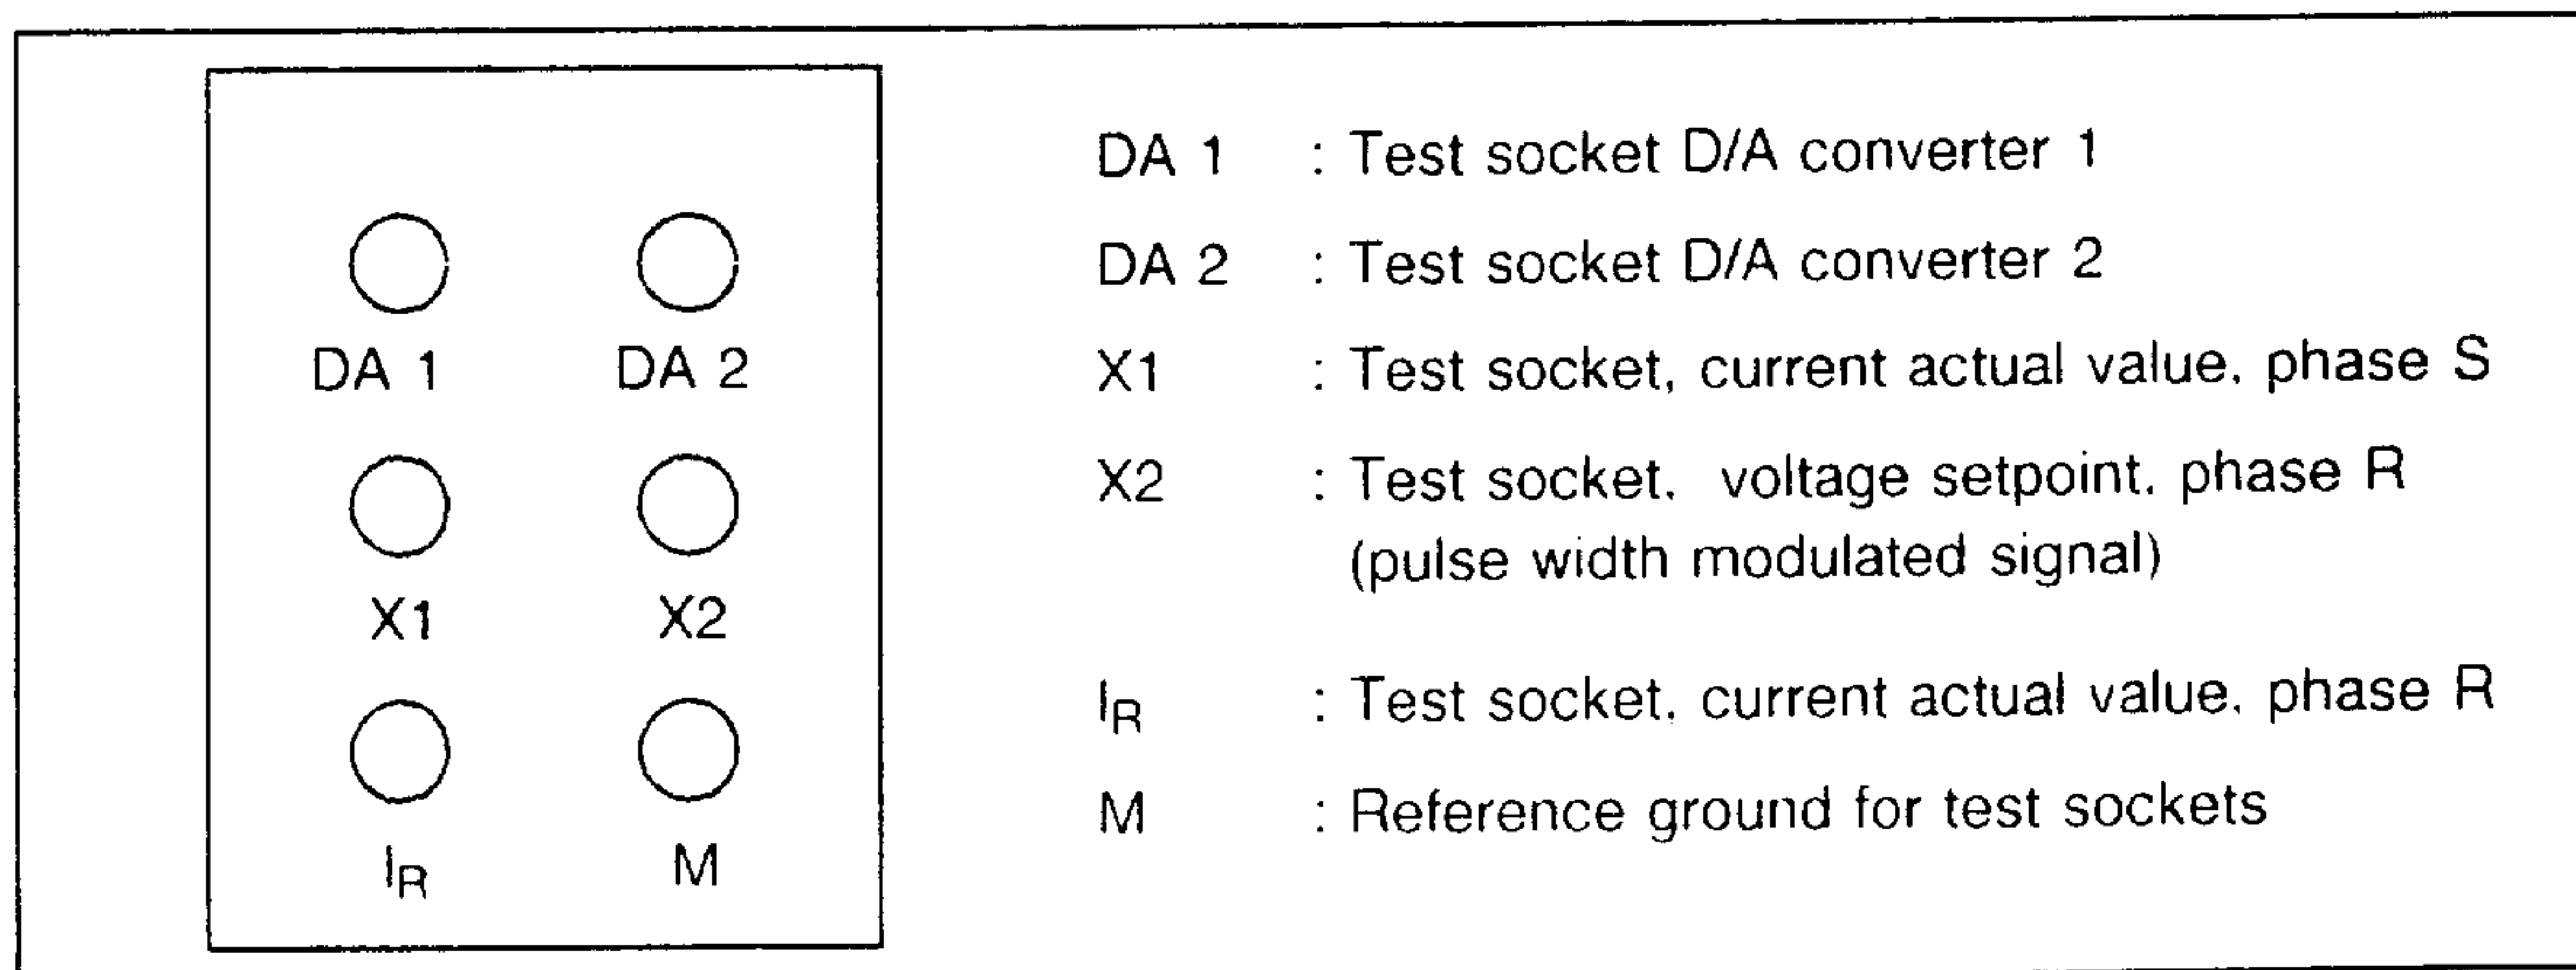 DA 1 DA 2
X1 X2
IR M
DA 1 : Test socket D/A converter 1
DA 2 : Test socket D/A converter 2
X1 : Test socket, current actual value. phase S
X2 : Test socket. voltage setpoint. phase R
(pulse width modulated signal)
IR : Test socket. current actual value. phase R
M : Reference ground for test sockets